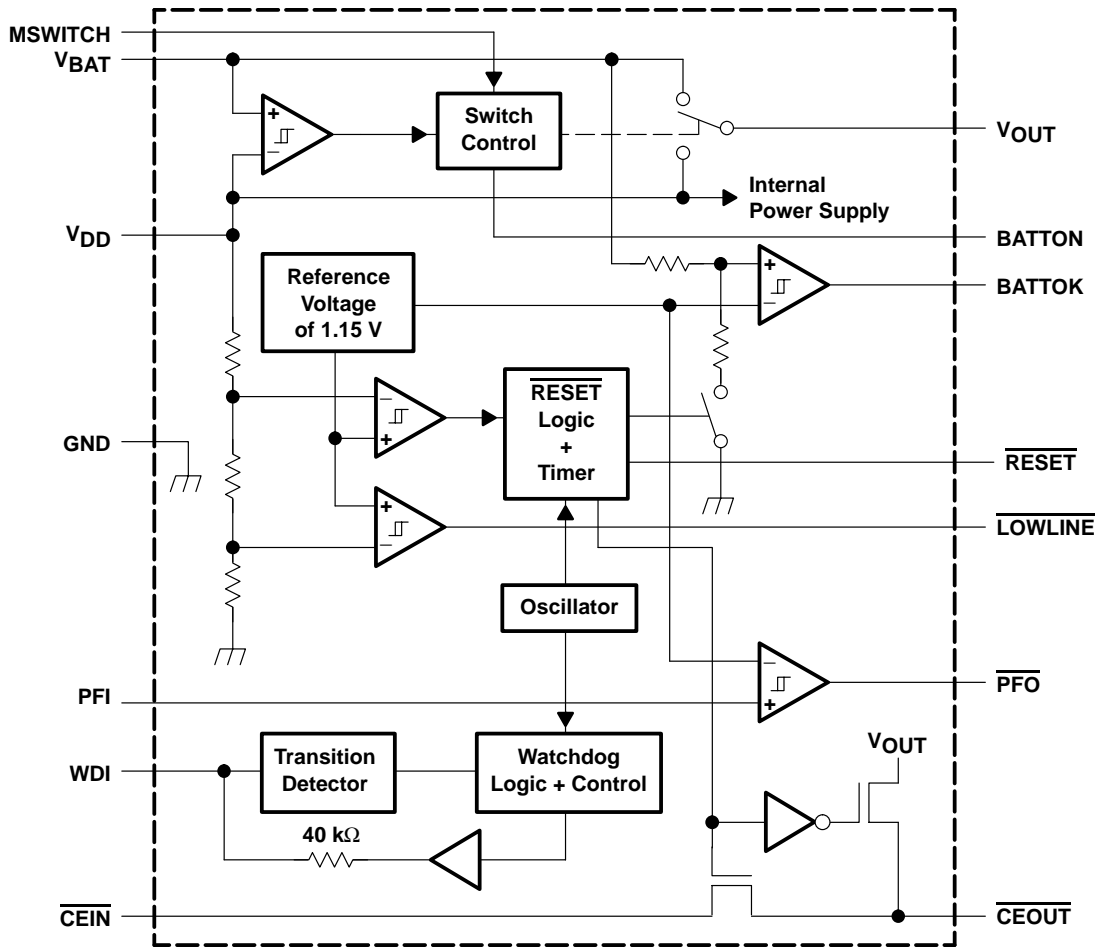 MSWITCH
VBAT
Switch
Control
VOUT
Internal
Power Supply
VDD
BATTON
Reference
Voltage
of 1.15 V
BATTOK
RESET
Logic
+
Timer
GND
RESET
LOWLINE
Oscillator
PFI
PFO
WDI
Transition
Detector
Watchdog
Logic + Control
VOUT
40 kΩ
CEIN
CEOUT
+
−
+
−
−
+
+
−
−
+